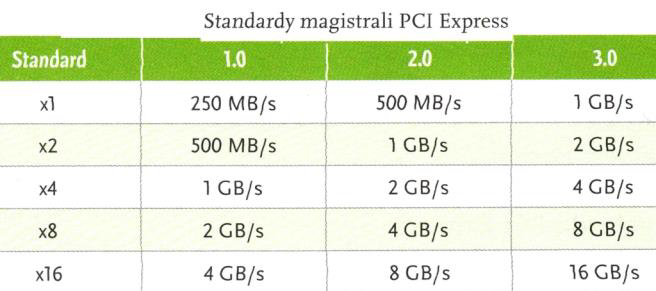 Standardy magistrali PCI Express
Standard 1.0 2.0 3.0
x1 250 MB/s 500 MB/s 1 GB/s
x2 500 MB/s 1 GB/s 2 GB/s
x4 1 GB/s 2 GB/s 4 GB/s
x8 2 GB/s 4 GB/s 8 GB/s
x16 4 GB/s 8 GB/s 16 GB/s